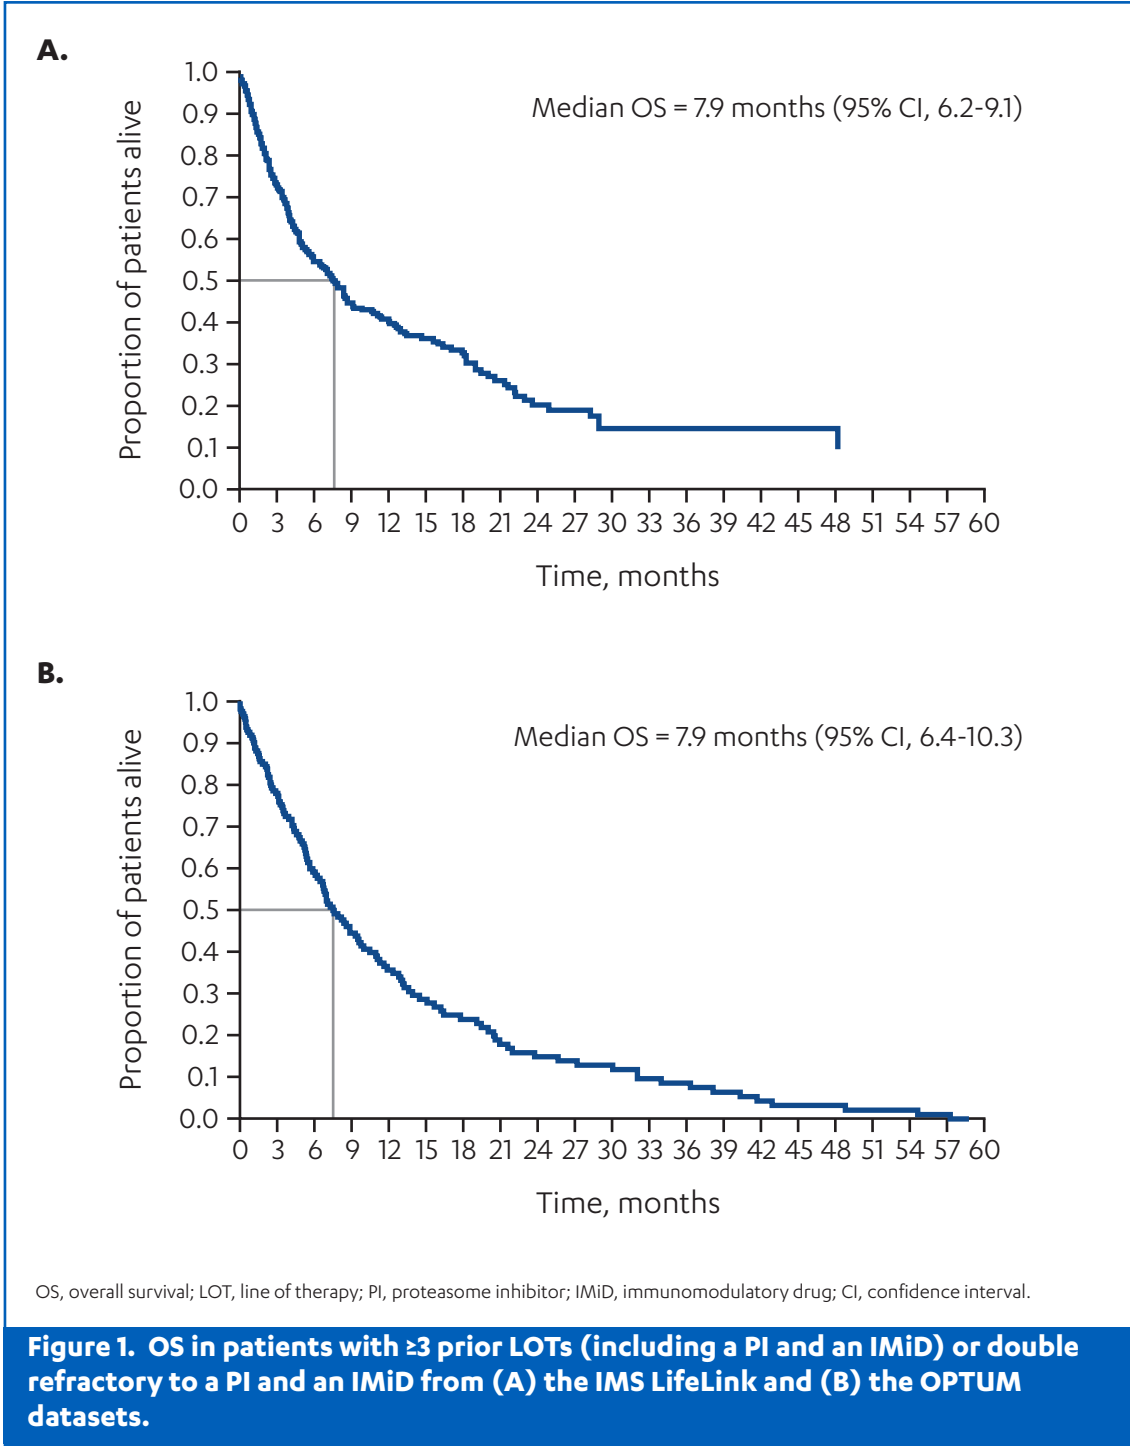 A.
Median OS = 7.9 months (95% CI, 6.2-9.1)
Proportion of patients alive
1.0
0.9
0.8
0.7
0.6
0.5
0.4
0.3
0.2
0.1
0.0
0 3 6 9 12 15 18 21 24 27 30 33 36 39 42 45 48 51 54 57 60
Time, months
B.
Median OS = 7.9 months (95% CI, 6.4-10.3)
Proportion of patients alive
1.0
0.9
0.8
0.7
0.6
0.5
0.4
0.3
0.2
0.1
0.0
0 3 6 9 12 15 18 21 24 27 30 33 36 39 42 45 48 51 54 57 60
Time, months
OS, overall survival; LOT, line of therapy; PI, proteasome inhibitor; IMiD, immunomodulatory drug; CI, confidence interval.
Figure 1. OS in patients with ≥3 prior LOTs (including a PI and an IMiD) or double
refractory to a PI and an IMiD from (A) the IMS LifeLink and (B) the OPTUM
datasets.